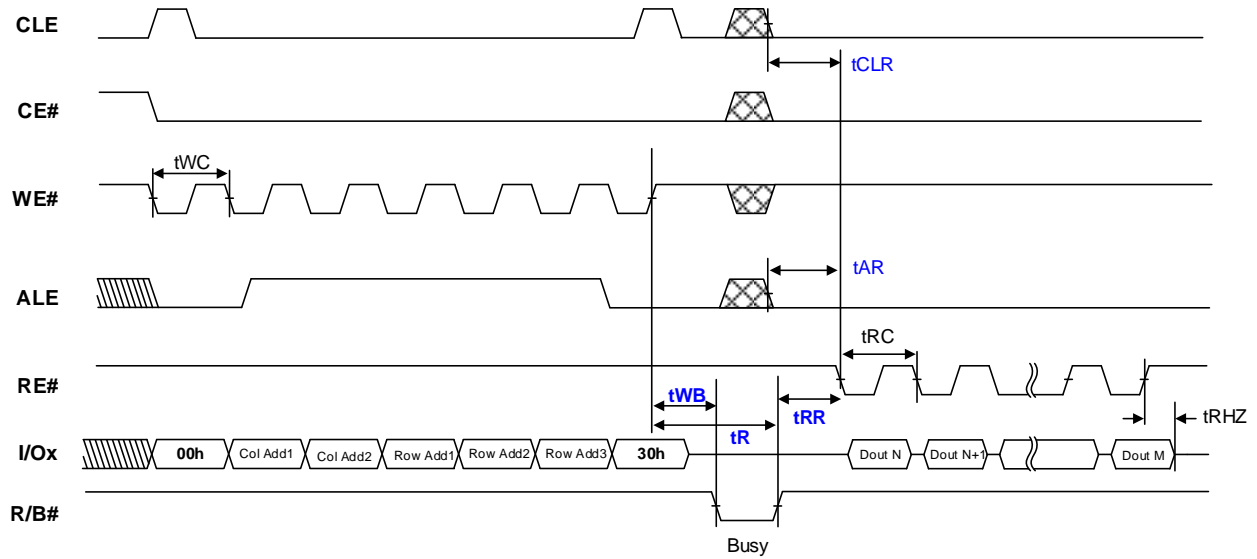 CLE
tCLR
CE#
tWC
WE#
tAR
ALE
tRC
RE#
tWB
tRR
tR
tRHZ
I/Ox
00h
Col Add1
Col Add2
Row Add1
Row Add2
Row Add3
30h
Dout N
Dout N+1
Dout M
R/B#
Busy